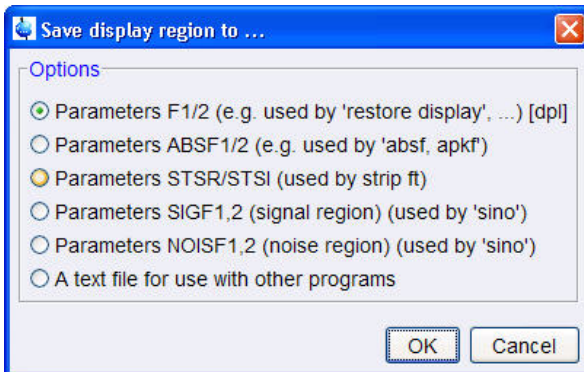 Save display region to ...
Options
Parameters F1/2 (e.g. used by 'restore display', ...) [dpl]
Parameters ABSF1/2 (e.g. used by 'absf, apkf')
Parameters STSR/STSI (used by strip ft)
Parameters SIGF1,2 (signal region) (used by 'sino')
Parameters NOISF1,2 (noise region) (used by 'sino')
A text file for use with other programs
OK
Cancel